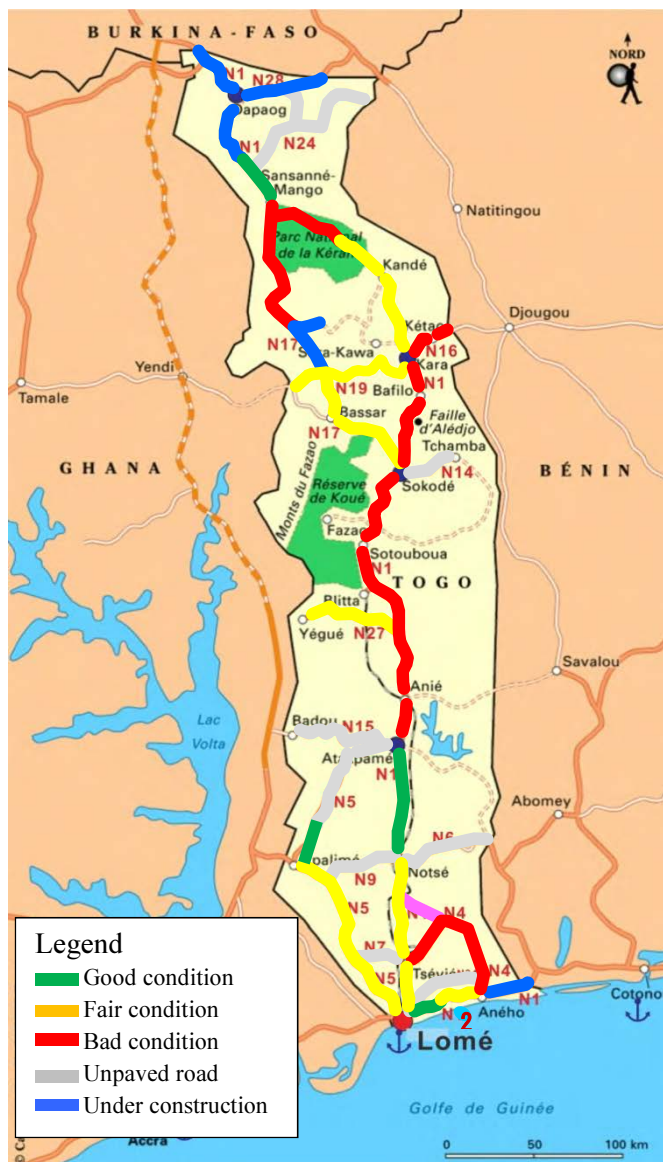 BURKINA-FASO
NORD
N1
N28
Dapaog
N24
N1
Sansanné-
Mango
Natitingou
Parc National
de la Kéran
Kandé
Djougou
Kétao
N17
N16
Kara
Yendi
N19
N1
Tamale
Bafilo
Bassar
Faille
d'Alédjo
N17
Tchamba
GHANA
BÉNIN
N14
Monts du Fazao
Réserve
de Koué
Sokodé
Fazao
Sotouboua
N1
TOGO
Blitta
Yégué
N27
Savalou
Anié
Lac
Volta
Badou
N15
Atakpamé
N1
N5
Abomey
N6
palimé
N9
Notsé
N5
N4
N7
Tsévié
N5
N4
N1
Cotono
Aného
N
2
Lomé
Legend
Good condition
Fair condition
Bad condition
Unpaved road
Under construction
Golfe de Guinée
Accra
0 50 100 km